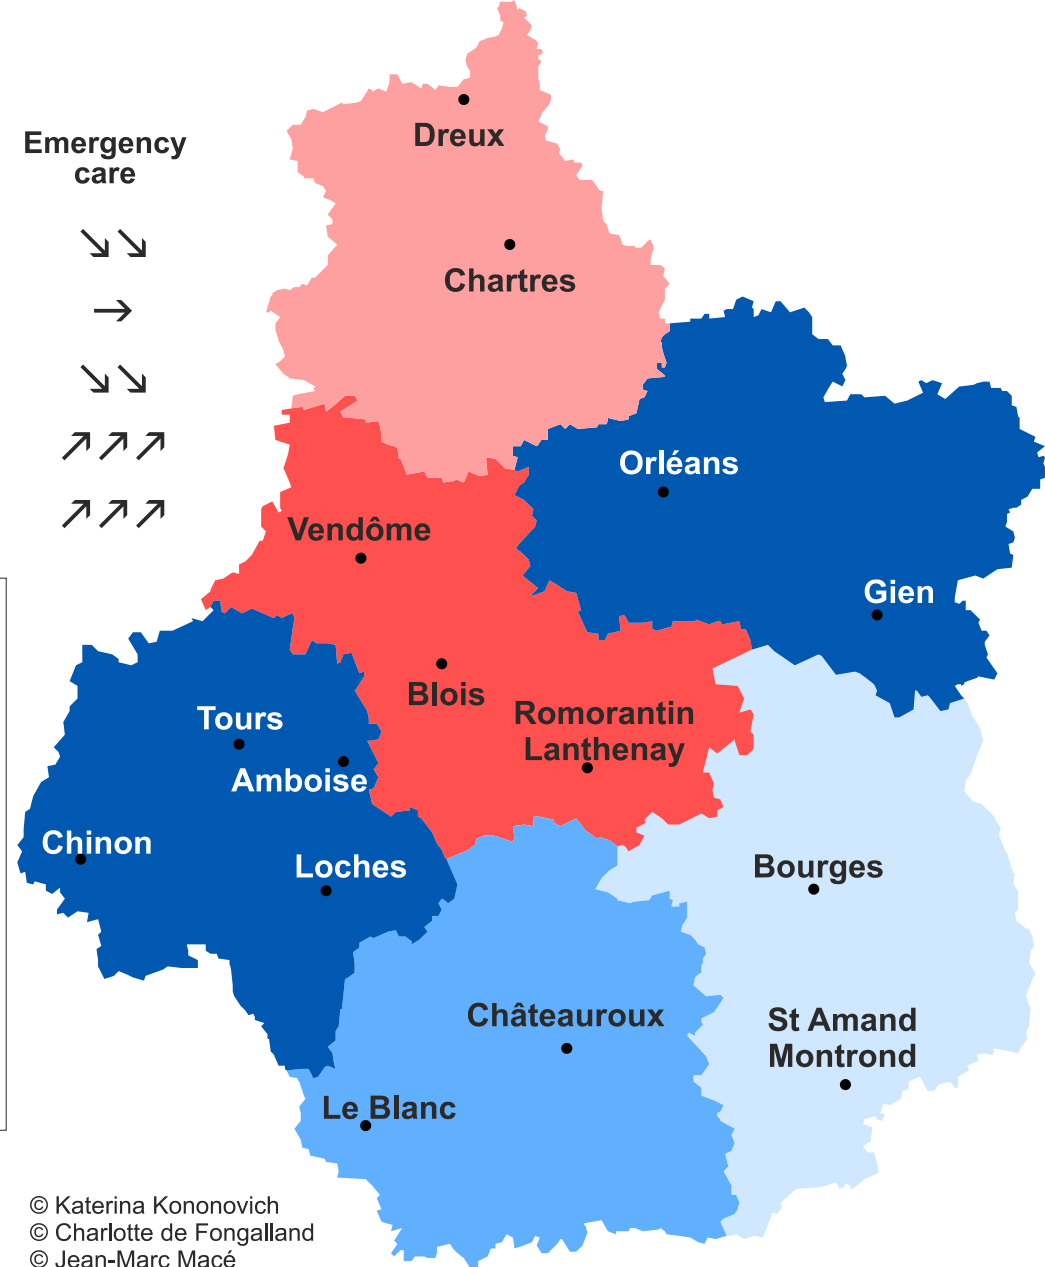 Emergency
care
↘↘
→
↘↘
↗↗↗
↗↗↗
Dreux
Chartres
Orléans
Vendôme
Gien
Blois
Romorantin
Lanthenay
Tours
Amboise
Chinon
Loches
Bourges
Châteauroux
St Amand
Montrond
Le Blanc
© Katerina Kononovich
© Charlotte de Fongalland
© Jean-Marc Macé